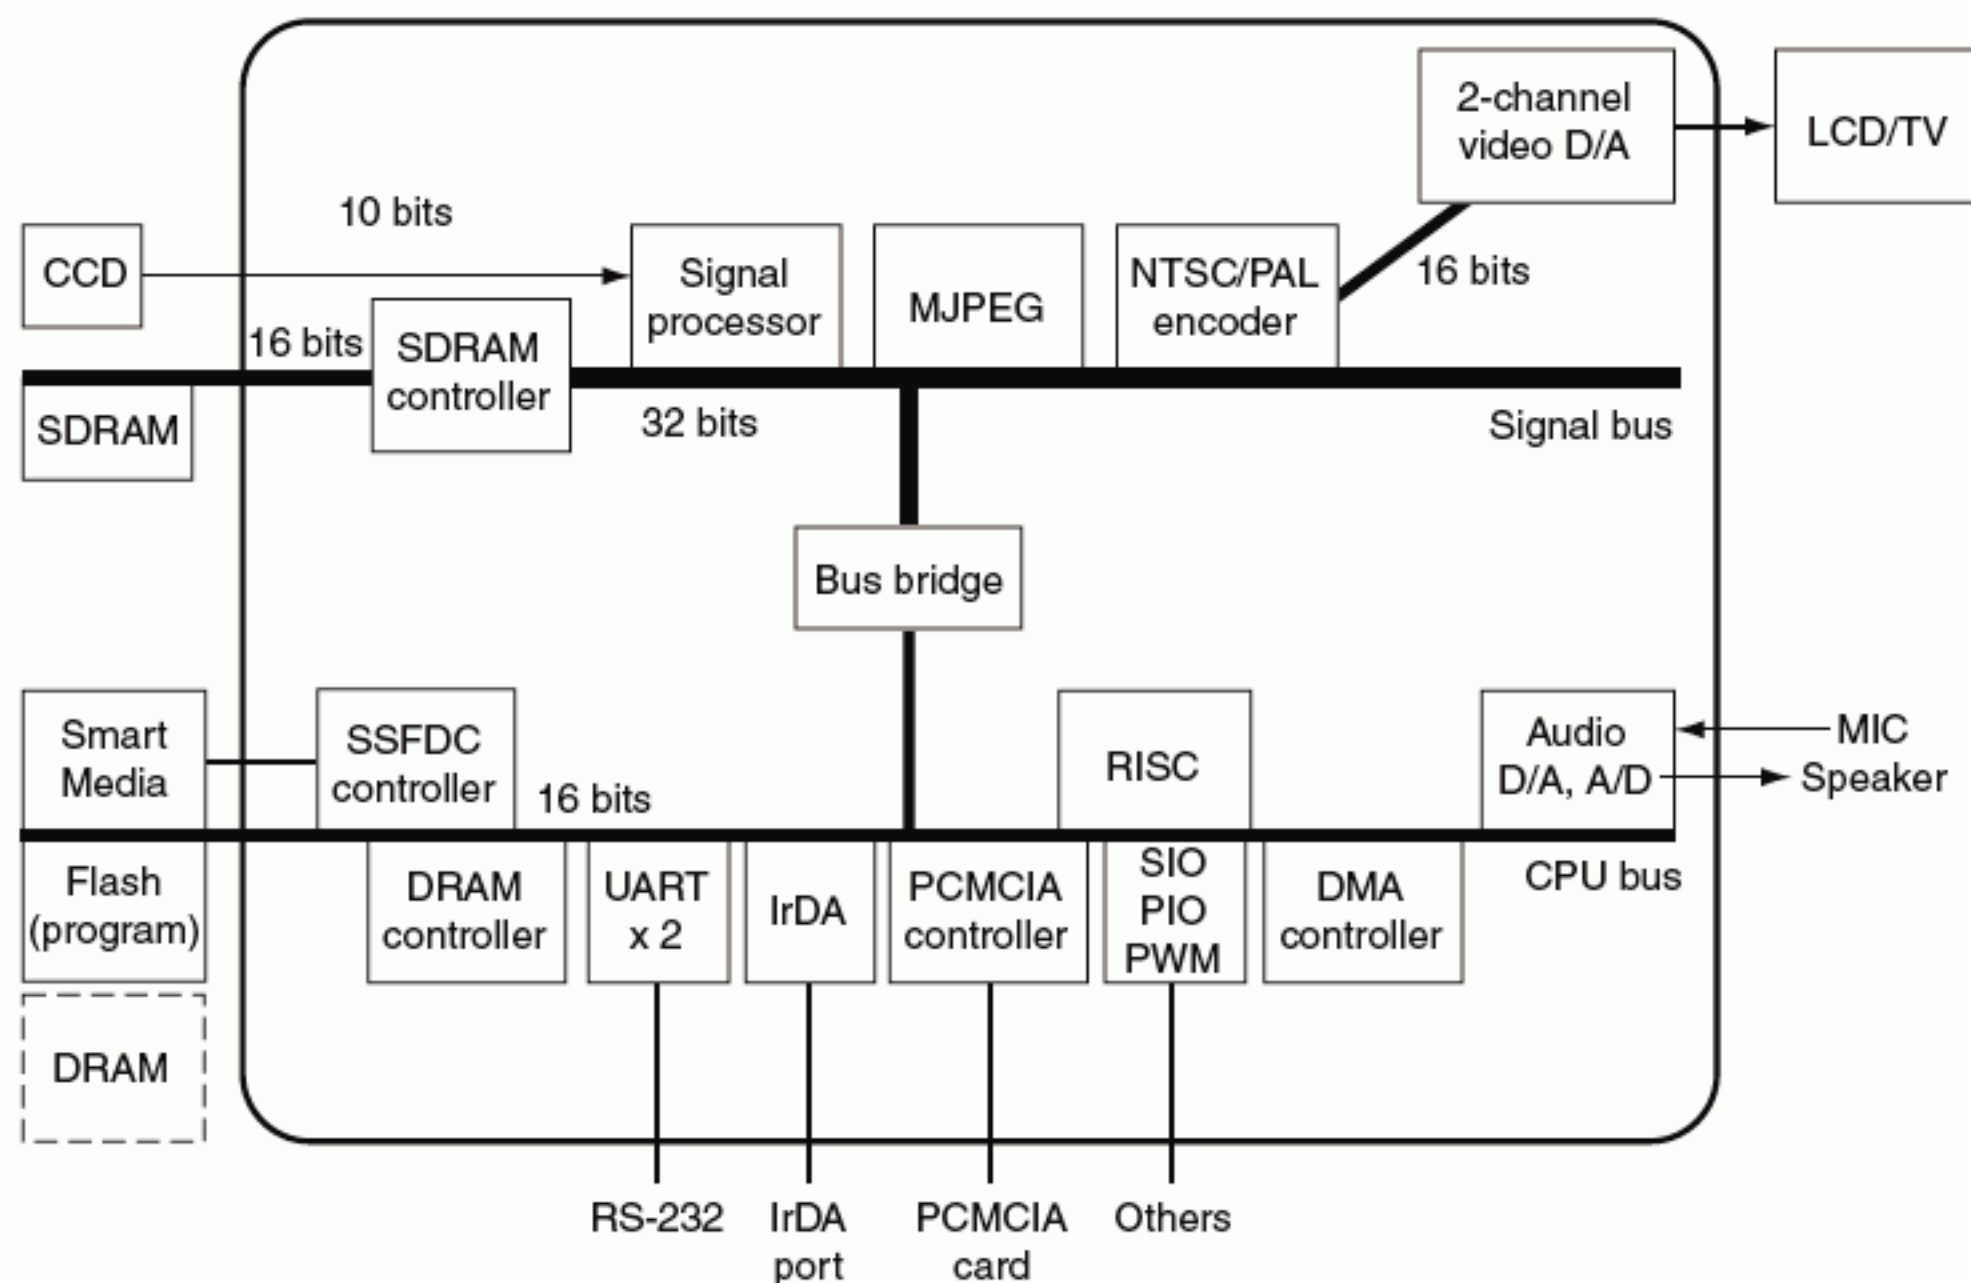 2-channel
video D/A
LCD/TV
10 bits
CCD
Signal
processor
MJPEG
NTSC/PAL
encoder
16 bits
16 bits
SDRAM
controller
SDRAM
32 bits
Signal bus
Bus bridge
Smart
Media
SSFDC
controller
16 bits
RISC
Audio
D/A, A/D
MIC
Speaker
Flash
(program)
DRAM
controller
UART
x 2
IrDA
PCMCIA
controller
SIO
PIO
PWM
DMA
controller
CPU bus
DRAM
RS-232
IrDA
port
PCMCIA
card
Others